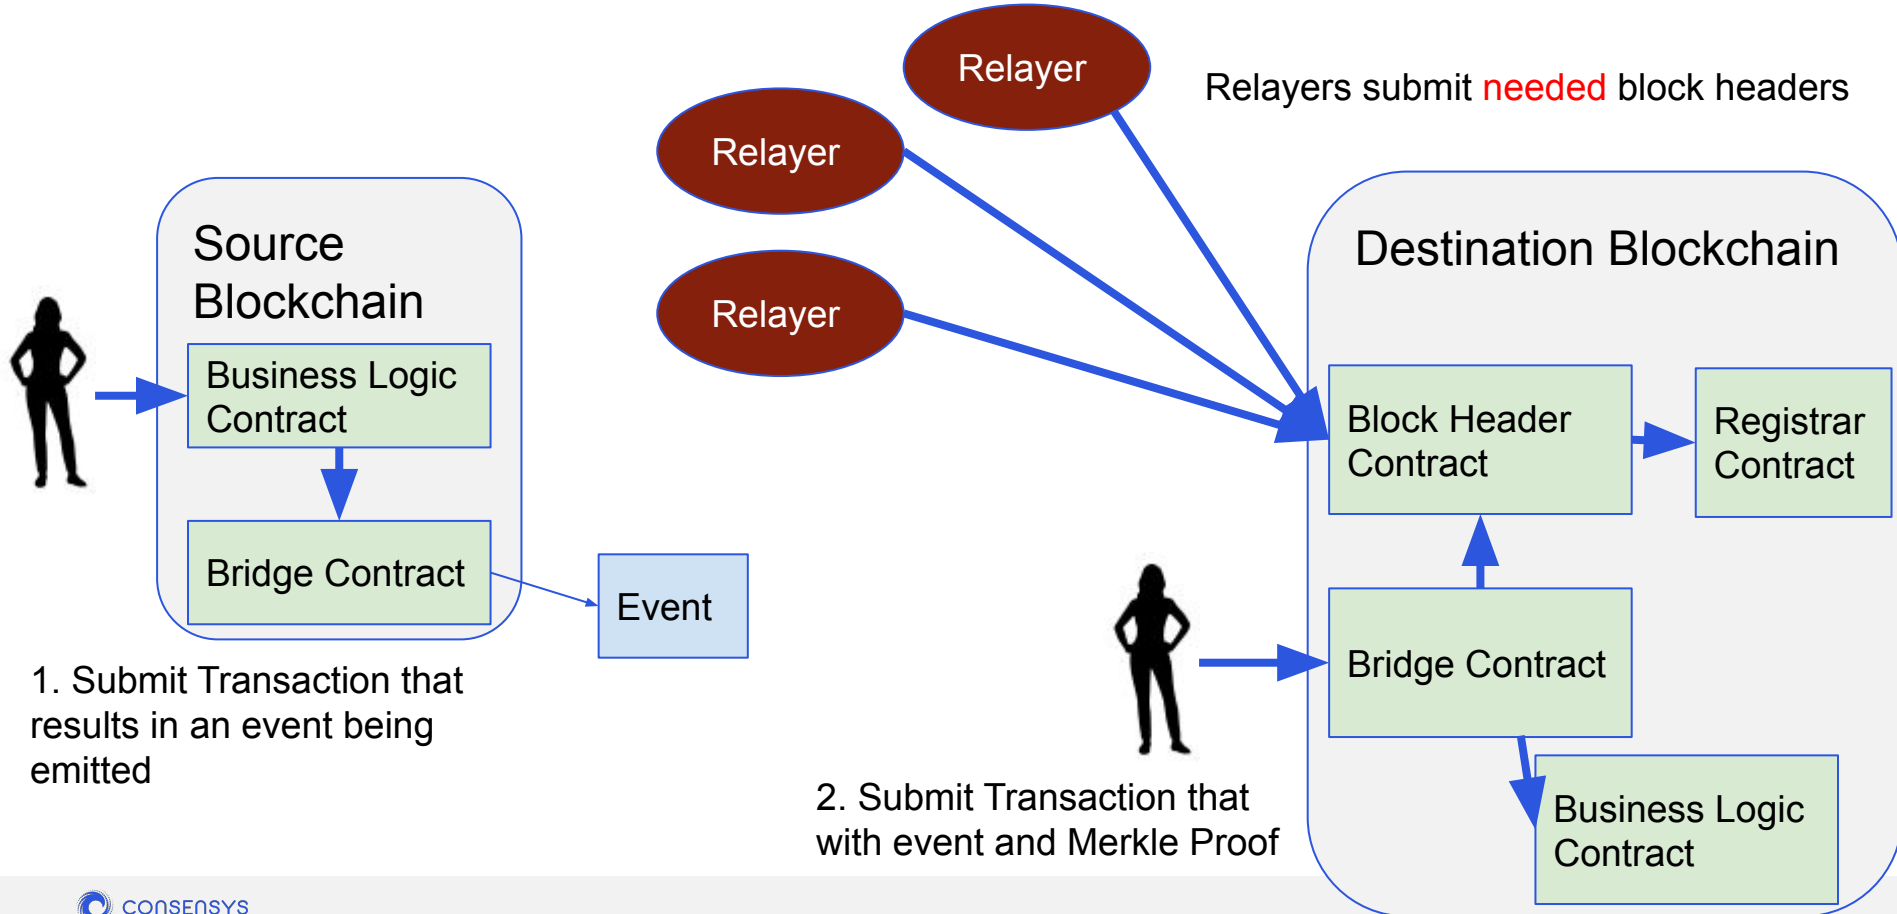 Relayer
Relayers submit needed block headers
Relayer
Relayer
Source
Blockchain
Business Logic
Contract
Bridge Contract
Event
1. Submit Transaction that
results in an event being
emitted
Destination Blockchain
Block Header
Contract
Registrar
Contract
Bridge Contract
Business Logic
Contract
2. Submit Transaction that
with event and Merkle Proof
CONSENSYS